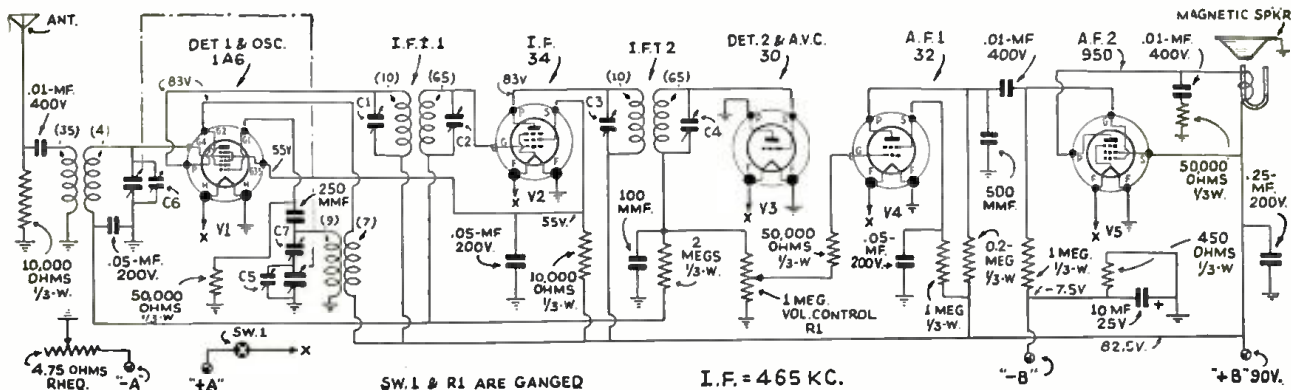 ANT.
DET 1 & OSC.
1A6
I.F.T.1
I.F.
34
I.F.T 2
DET.2 & A.V.C.
30
A.F.1
32
.01-MF.
400V
A.F.2
950
.01-MF.
400V.
MAGNETIC SPKR
.01-MF.
400V
(35)
(4)
83V
(10)
(65)
83V
(10)
(65)
C1
C2
C3
C4
P
S
G
F
F
G2
G4
G1
P
G3 5
H
H
55V
C6
V1
X
V2
X
V3
X
V4
X
V5
X
250
MMF.
(9)
(7)
C7
C5
10,000
OHMS
1/3-W.
.05-MF.
200V.
50,000
OHMS
1/3-W.
.05-MF
200V.
55V.
10,000
OHMS
1/3-W.
100
MMF.
2
MEGS
1/3-W.
50,000
OHMS
1/3-W
1 MEG.
VOL.CONTROL
R1
.05-
MF.
200V.
1 MEG
1/3-W.
0.2-
MEG
1/3-W
500
MMF.
1 MEG.
1/3-W.
-7.5V
50,000
OHMS
1/3W.
450
OHMS
1/3-W
10 MF
25V
+
.25-
MF.
200V.
82.5V.
4.75 OHMS
RHEO.
"-A"
SW.1
"+A"
X
SW.1 & R1 ARE GANGED
I.F.=465 KC.
"-B"
"+B" 90V.